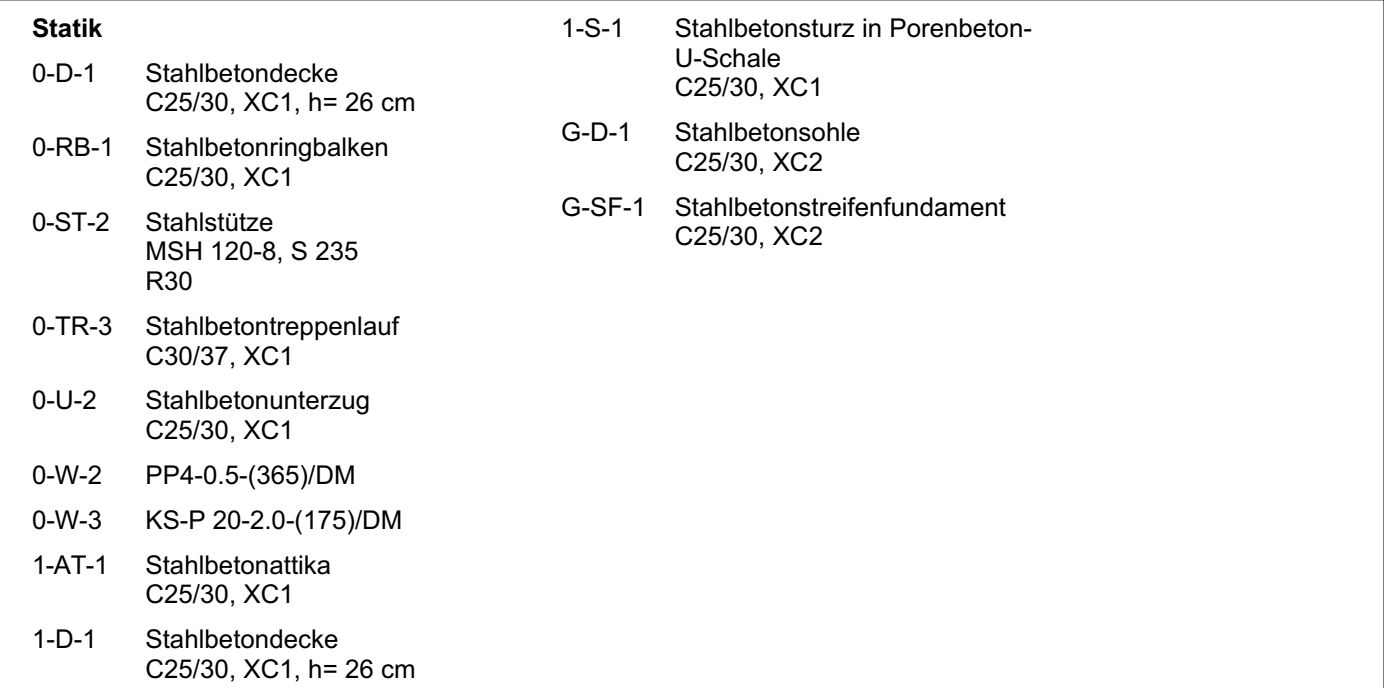 Statik
0-D-1 Stahlbetondecke
C25/30, XC1, h= 26 cm
0-RB-1 Stahlbetonringbalken
C25/30, XC1
0-ST-2 Stahlstütze
MSH 120-8, S 235
R30
0-TR-3 Stahlbetontreppenlauf
C30/37, XC1
0-U-2 Stahlbetonunterzug
C25/30, XC1
0-W-2 PP4-0.5-(365)/DM
0-W-3 KS-P 20-2.0-(175)/DM
1-AT-1 Stahlbetonattika
C25/30, XC1
1-D-1 Stahlbetondecke
C25/30, XC1, h= 26 cm
1-S-1 Stahlbetonsturz in Porenbeton-
U-Schale
C25/30, XC1
G-D-1 Stahlbetonsohle
C25/30, XC2
G-SF-1 Stahlbetonstreifenfundament
C25/30, XC2